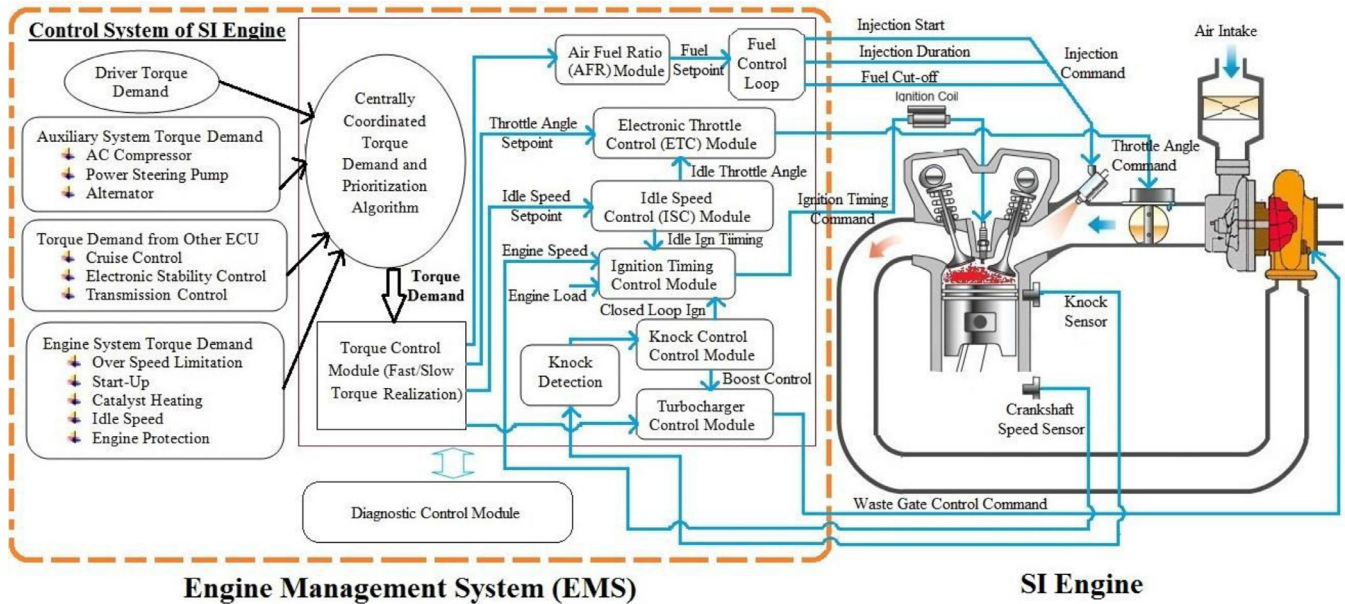 Control System of SI Engine
Driver Torque
Demand
Auxiliary System Torque Demand
AC Compressor
Power Steering Pump
Alternator
Torque Demand from Other ECU
Cruise Control
Electronic Stability Control
Transmission Control
Engine System Torque Demand
Over Speed Limitation
Start-Up
Catalyst Heating
Idle Speed
Engine Protection
Centrally
Coordinated
Torque
Demand and
Prioritization
Algorithm
Torque
Demand
Torque Control
Module (Fast/Slow
Torque Realization)
Diagnostic Control Module
Air Fuel Ratio
(AFR) Module
Fuel
Setpoint
Fuel
Control
Loop
Throttle Angle
Setpoint
Electronic Throttle
Control (ETC) Module
Idle Throttle Angle
Idle Speed
Setpoint
Idle Speed
Control (ISC) Module
Idle Ign Tiiming
Engine Speed
Engine Load
Ignition Timing
Control Module
Closed Loop Ign
Knock
Detection
Knock Control
Control Module
Boost Control
Turbocharger
Control Module
Injection Start
Injection Duration
Fuel Cut-off
Injection
Command
Ignition Coil
Ignition Timing
Command
Air Intake
Throttle Angle
Command
Knock
Sensor
Crankshaft
Speed Sensor
Waste Gate Control Command
Engine Management System (EMS)
SI Engine